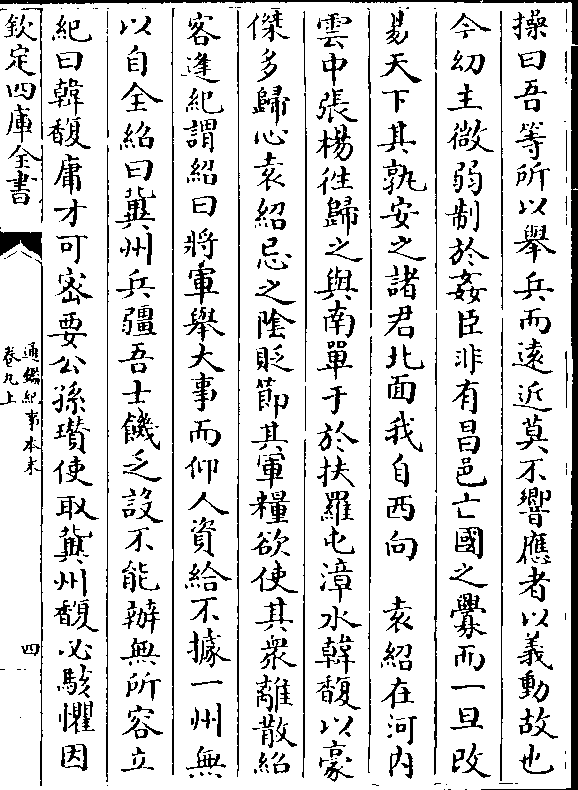 操曰吾等所以舉兵而遠近莫不響應者以義動故也
今幼主微弱制於姦臣非有昌邑亡國之釁而一旦改
易天下其孰安之諸君北面我自西向　袁紹在河内
雲中張楊往歸之與南單于於扶羅屯漳水韓馥以豪
傑多歸心袁紹忌之陰貶節其軍糧欲使其衆離散紹
客逢紀謂紹曰將軍舉大事而仰人資給不據一州無
以自全紹曰冀州兵彊吾士饑乏設不能辦無所容立
紀曰韓馥庸才可密要公孫瓚使取冀州馥必駭懼因
欽定四庫全書
通鑑紀事本末
卷九上
四